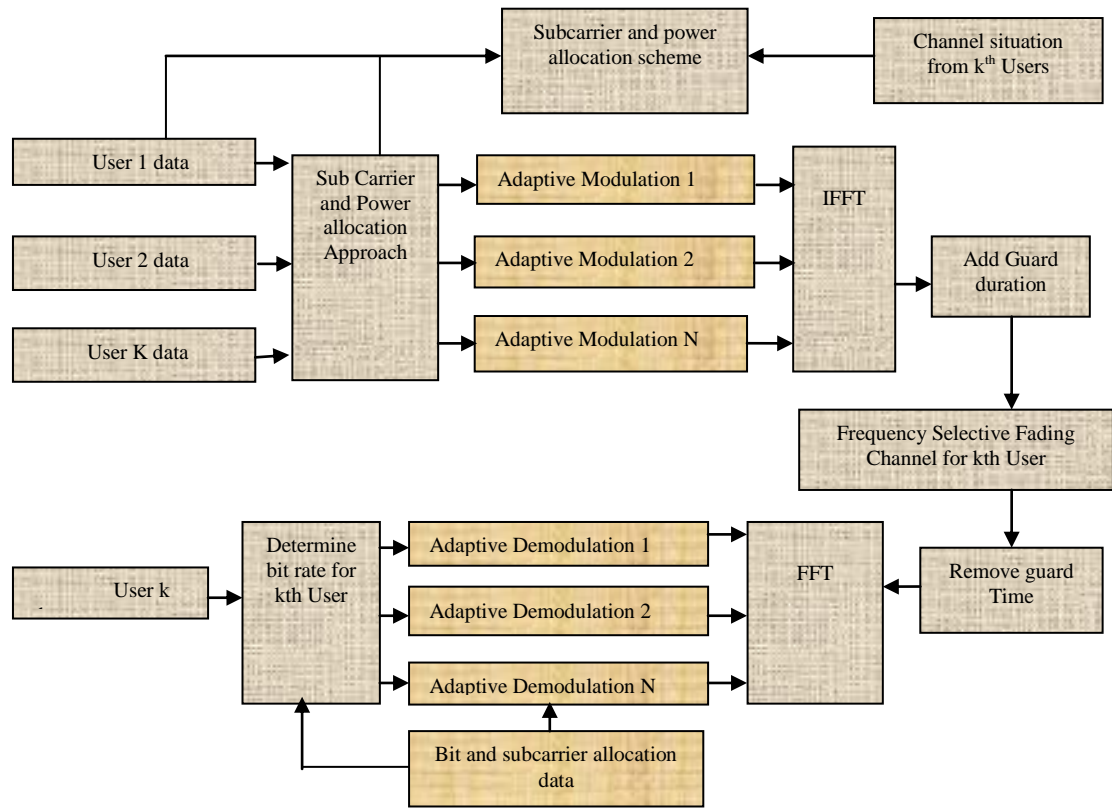 Subcarrier and power
allocation scheme
Channel situation
from kth Users
User 1 data
User 2 data
User K data
Sub Carrier
and Power
allocation
Approach
Adaptive Modulation 1
Adaptive Modulation 2
Adaptive Modulation N
IFFT
Add Guard
duration
Frequency Selective Fading
Channel for kth User
Remove guard
Time
FFT
Adaptive Demodulation 1
Adaptive Demodulation 2
Adaptive Demodulation N
Determine
bit rate for
kth User
User k
Bit and subcarrier allocation
data